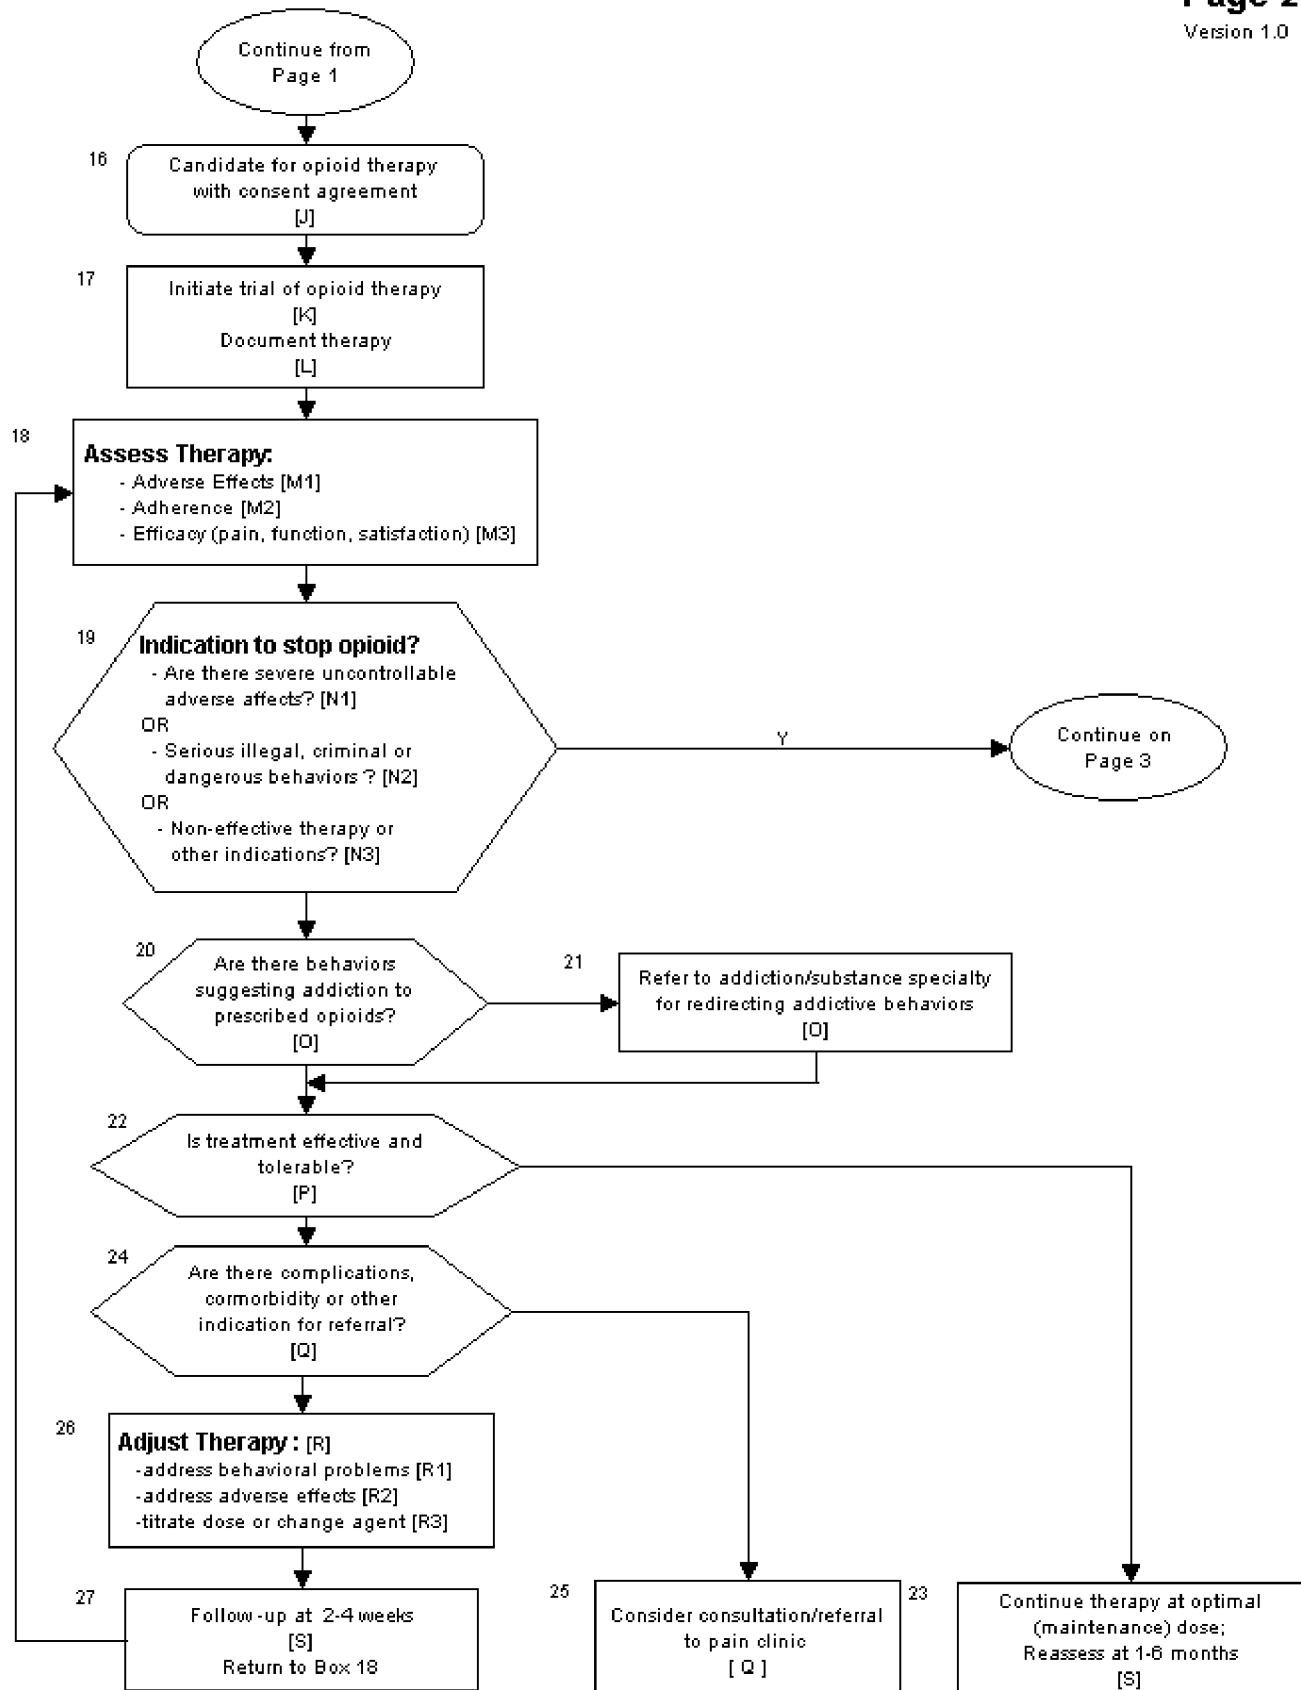 Page 2
Version 1.0
Continue from
Page 1
16
Candidate for opioid therapy
with consent agreement
[J]
17
Initiate trial of opioid therapy
[K]
Document therapy
[L]
18
Assess Therapy:
- Adverse Effects [M1]
- Adherence [M2]
- Efficacy (pain, function, satisfaction) [M3]
19
Indication to stop opioid?
- Are there severe uncontrollable
adverse affects? [N1]
OR
- Serious illegal, criminal or
dangerous behaviors ? [N2]
OR
- Non-effective therapy or
other indications? [N3]
Y
Continue on
Page 3
20
Are there behaviors
suggesting addiction to
prescribed opioids?
[O]
21
Refer to addiction/substance specialty
for redirecting addictive behaviors
[O]
22
Is treatment effective and
tolerable?
[P]
24
Are there complications,
cormorbidity or other
indication for referral?
[Q]
26
Adjust Therapy : [R]
-address behavioral problems [R1]
-address adverse effects [R2]
-titrate dose or change agent [R3]
27
Follow-up at 2-4 weeks
[S]
Return to Box 18
25
Consider consultation/referral
to pain clinic
[ Q ]
23
Continue therapy at optimal
(maintenance) dose;
Reassess at 1-6 months
[S]